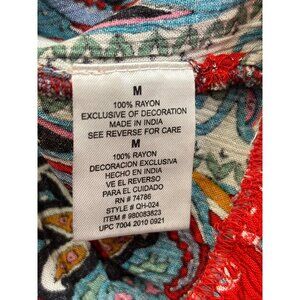 M
100% RAYON
EXCLUSIVE OF DECORATION
MADE IN INDIA
SEE REVERSE FOR CARE
M
100% RAYON
DECORACION EXCLUSIVA
HECHO EN INDIA
VE EL REVERSO
PARA EL CUIDADO
RN # 74786
STYLE # QH-024
ITEM # 980083823
UPC 7004 2010 0921